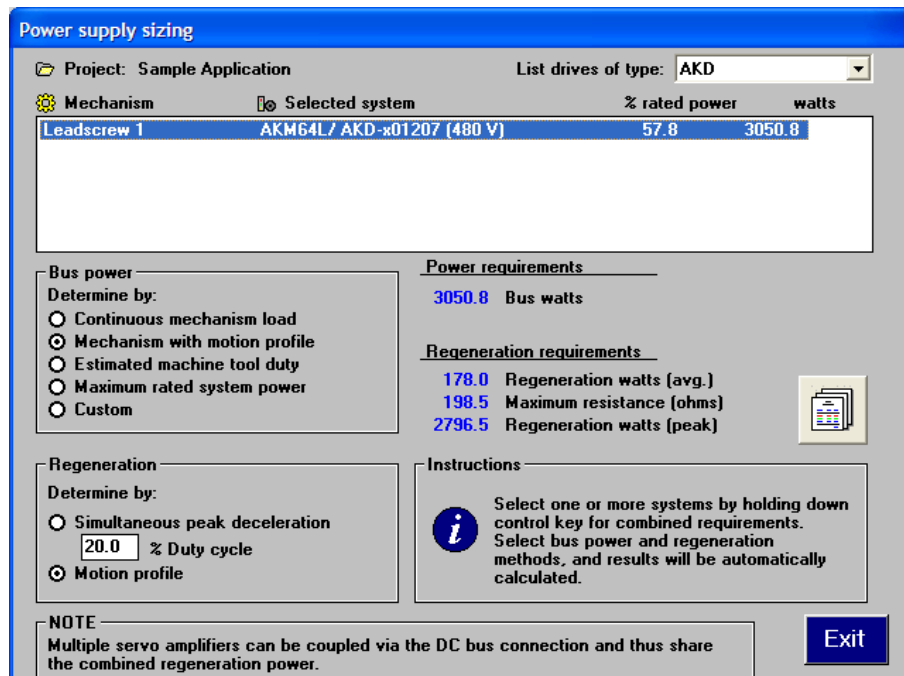 Power supply sizing
Project: Sample Application List drives of type: AKD
Mechanism Selected system % rated power watts
Leadscrew 1 AKM64L/ AKD-x01207 (480 V) 57.8 3050.8
Bus power
Determine by:
Continuous mechanism load
Mechanism with motion profile
Estimated machine tool duty
Maximum rated system power
Custom
Power requirements
3050.8 Bus watts
Regeneration requirements
178.0 Regeneration watts (avg.)
198.5 Maximum resistance (ohms)
2796.5 Regeneration watts (peak)
Regeneration
Determine by:
Simultaneous peak deceleration
20.0 % Duty cycle
Motion profile
Instructions
i
Select one or more systems by holding down
control key for combined requirements.
Select bus power and regeneration
methods, and results will be automatically
calculated.
NOTE
Multiple servo amplifiers can be coupled via the DC bus connection and thus share
the combined regeneration power.
Exit